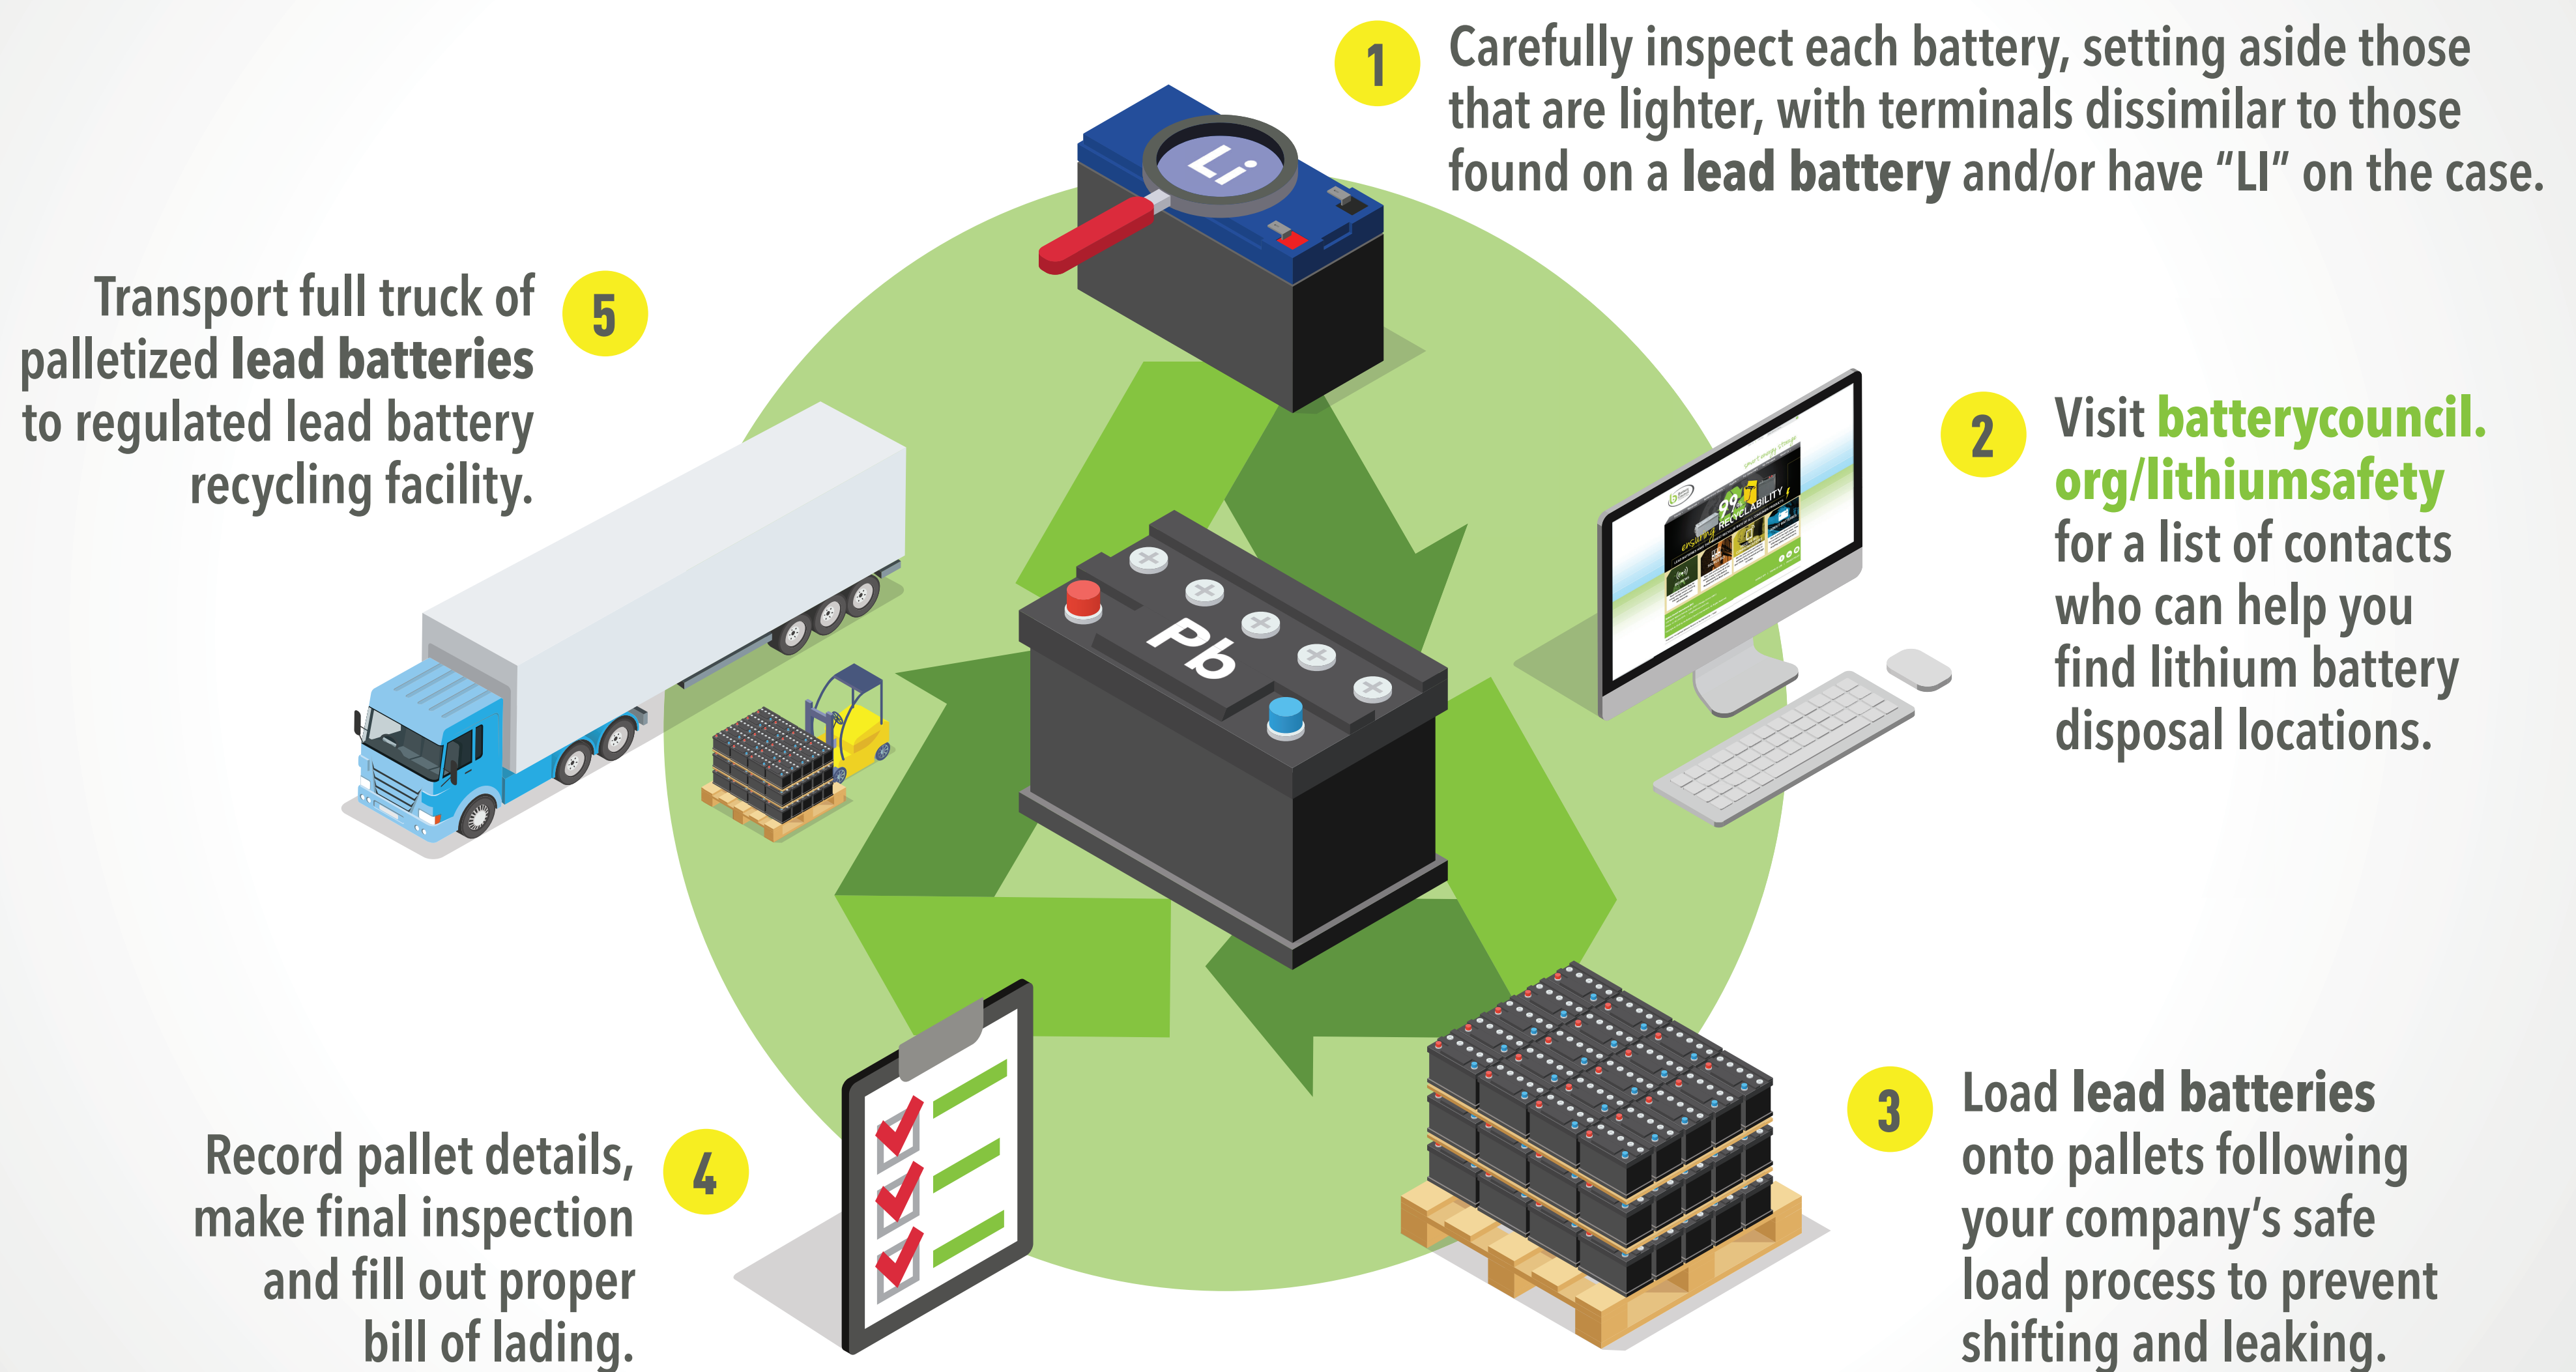 1
Carefully inspect each battery, setting aside those
that are lighter, with terminals dissimilar to those
found on a lead battery and/or have “LI” on the case.
Li
2
Visit batterycouncil.
org/lithiumsafety
for a list of contacts
who can help you
find lithium battery
disposal locations.
ensuring
99%
RECYCLABILITY
Pb
3
Load lead batteries
onto pallets following
your company’s safe
load process to prevent
shifting and leaking.
4
Record pallet details,
make final inspection
and fill out proper
bill of lading.
5
Transport full truck of
palletized lead batteries
to regulated lead battery
recycling facility.